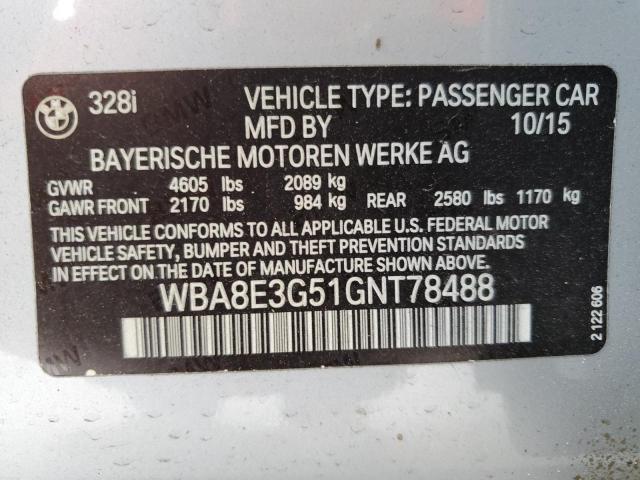 BMW 328i VEHICLE TYPE: PASSENGER CAR
MFD BY 10/15
BAYERISCHE MOTOREN WERKE AG
GVWR 4605 lbs 2089 kg
GAWR FRONT 2170 lbs 984 kg REAR 2580 lbs 1170 kg
THIS VEHICLE CONFORMS TO ALL APPLICABLE U.S. FEDERAL MOTOR
VEHICLE SAFETY, BUMPER AND THEFT PREVENTION STANDARDS
IN EFFECT ON THE DATE OF MANUFACTURE SHOWN ABOVE.
WBA8E3G51GNT78488
2 122 606